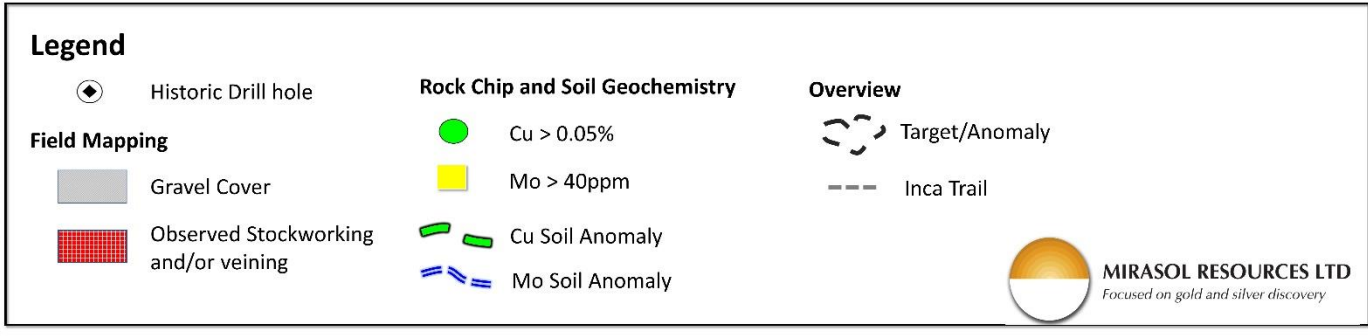 Legend
Historic Drill hole
Field Mapping
Gravel Cover
Observed Stockworking
and/or veining
Rock Chip and Soil Geochemistry
Cu > 0.05%
Mo > 40ppm
Cu Soil Anomaly
Mo Soil Anomaly
Overview
Target/Anomaly
Inca Trail
MIRASOL RESOURCES LTD
Focused on gold and silver discovery